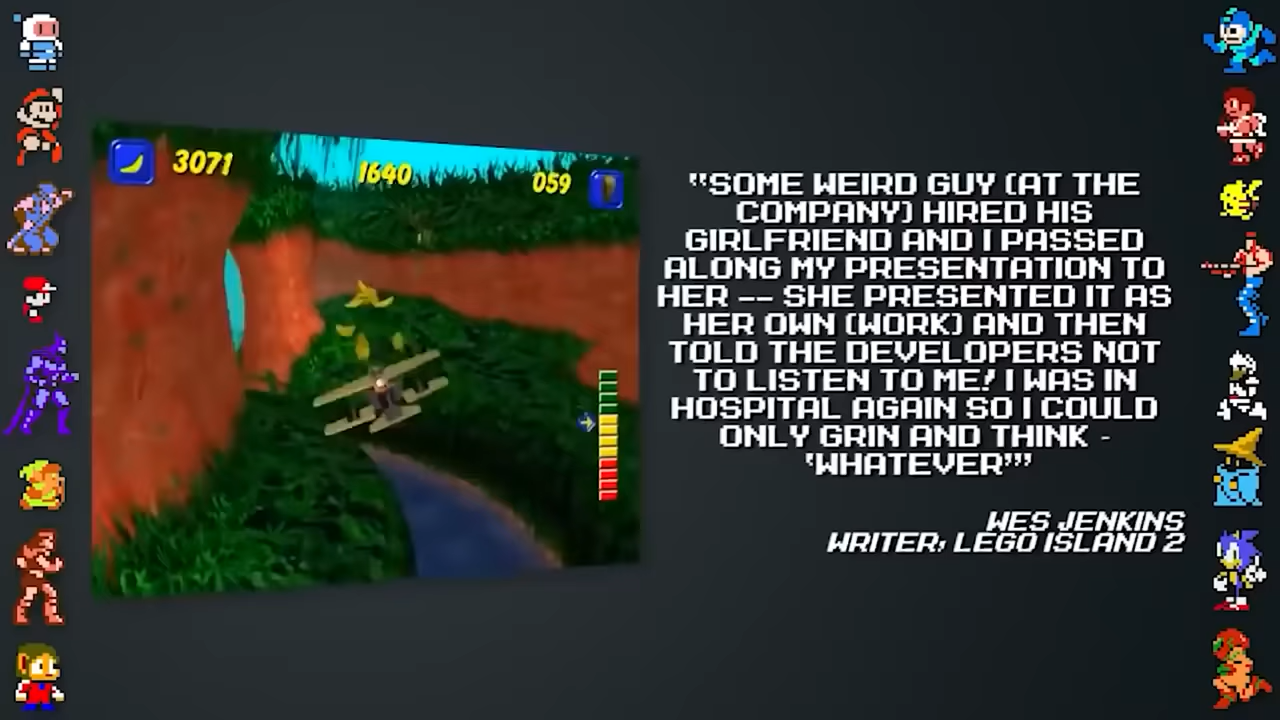 3071
1640
059
"SOME WEIRD GUY (AT THE
COMPANY) HIRED HIS
GIRLFRIEND AND I PASSED
ALONG MY PRESENTATION TO
HER -- SHE PRESENTED IT AS
HER OWN (WORK) AND THEN
TOLD THE DEVELOPERS NOT
TO LISTEN TO ME! I WAS IN
HOSPITAL AGAIN SO I COULD
ONLY GRIN AND THINK -
'WHATEVER'"
WES JENKINS
WRITER, LEGO ISLAND 2